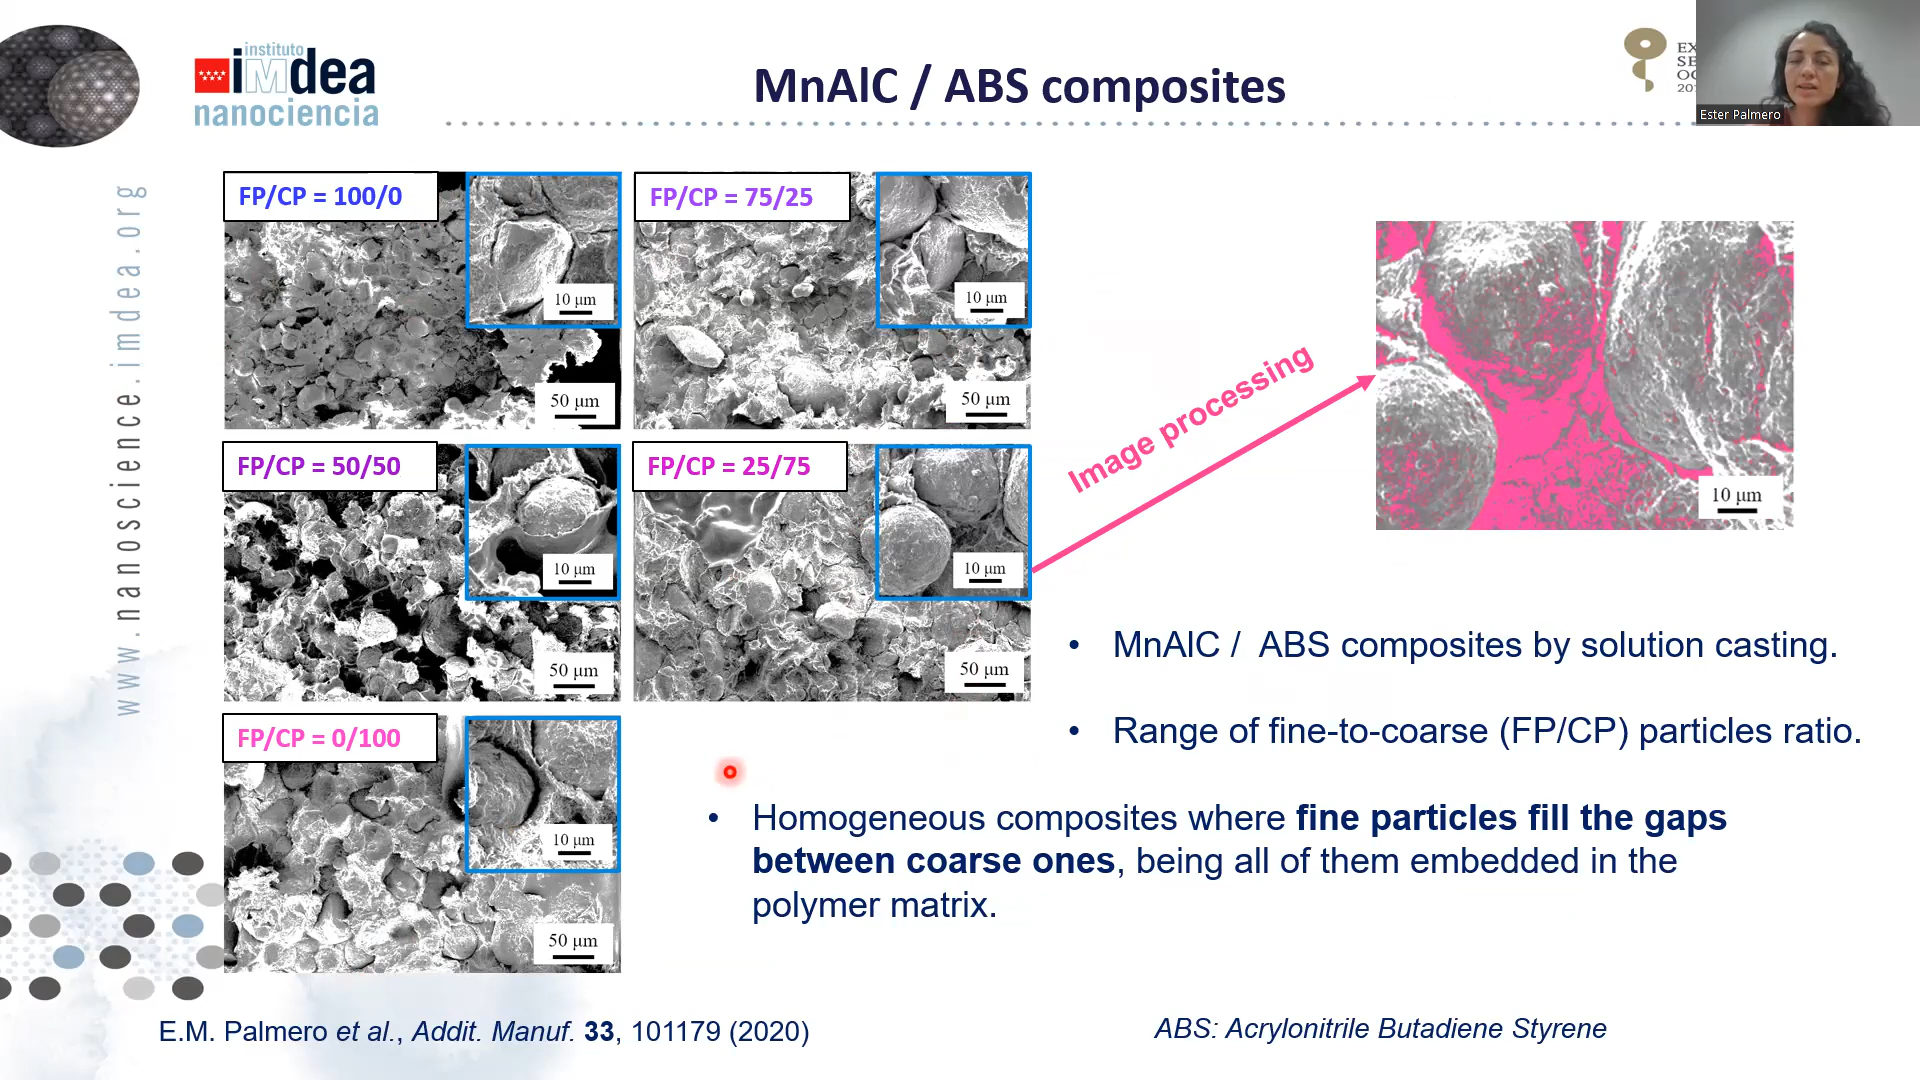 instituto
imdea
nanociencia
MnAlC / ABS composites
EX
SE
OC
20
Ester Palmero
www.nanoscience.imdea.org
FP/CP = 100/0
10 µm
50 µm
FP/CP = 75/25
10 µm
50 µm
FP/CP = 50/50
10 µm
50 µm
FP/CP = 25/75
10 µm
50 µm
FP/CP = 0/100
10 µm
50 µm
Image processing
10 µm
• MnAlC / ABS composites by solution casting.
• Range of fine-to-coarse (FP/CP) particles ratio.
• Homogeneous composites where fine particles fill the gaps
between coarse ones, being all of them embedded in the
polymer matrix.
E.M. Palmero et al., Addit. Manuf. 33, 101179 (2020)
ABS: Acrylonitrile Butadiene Styrene